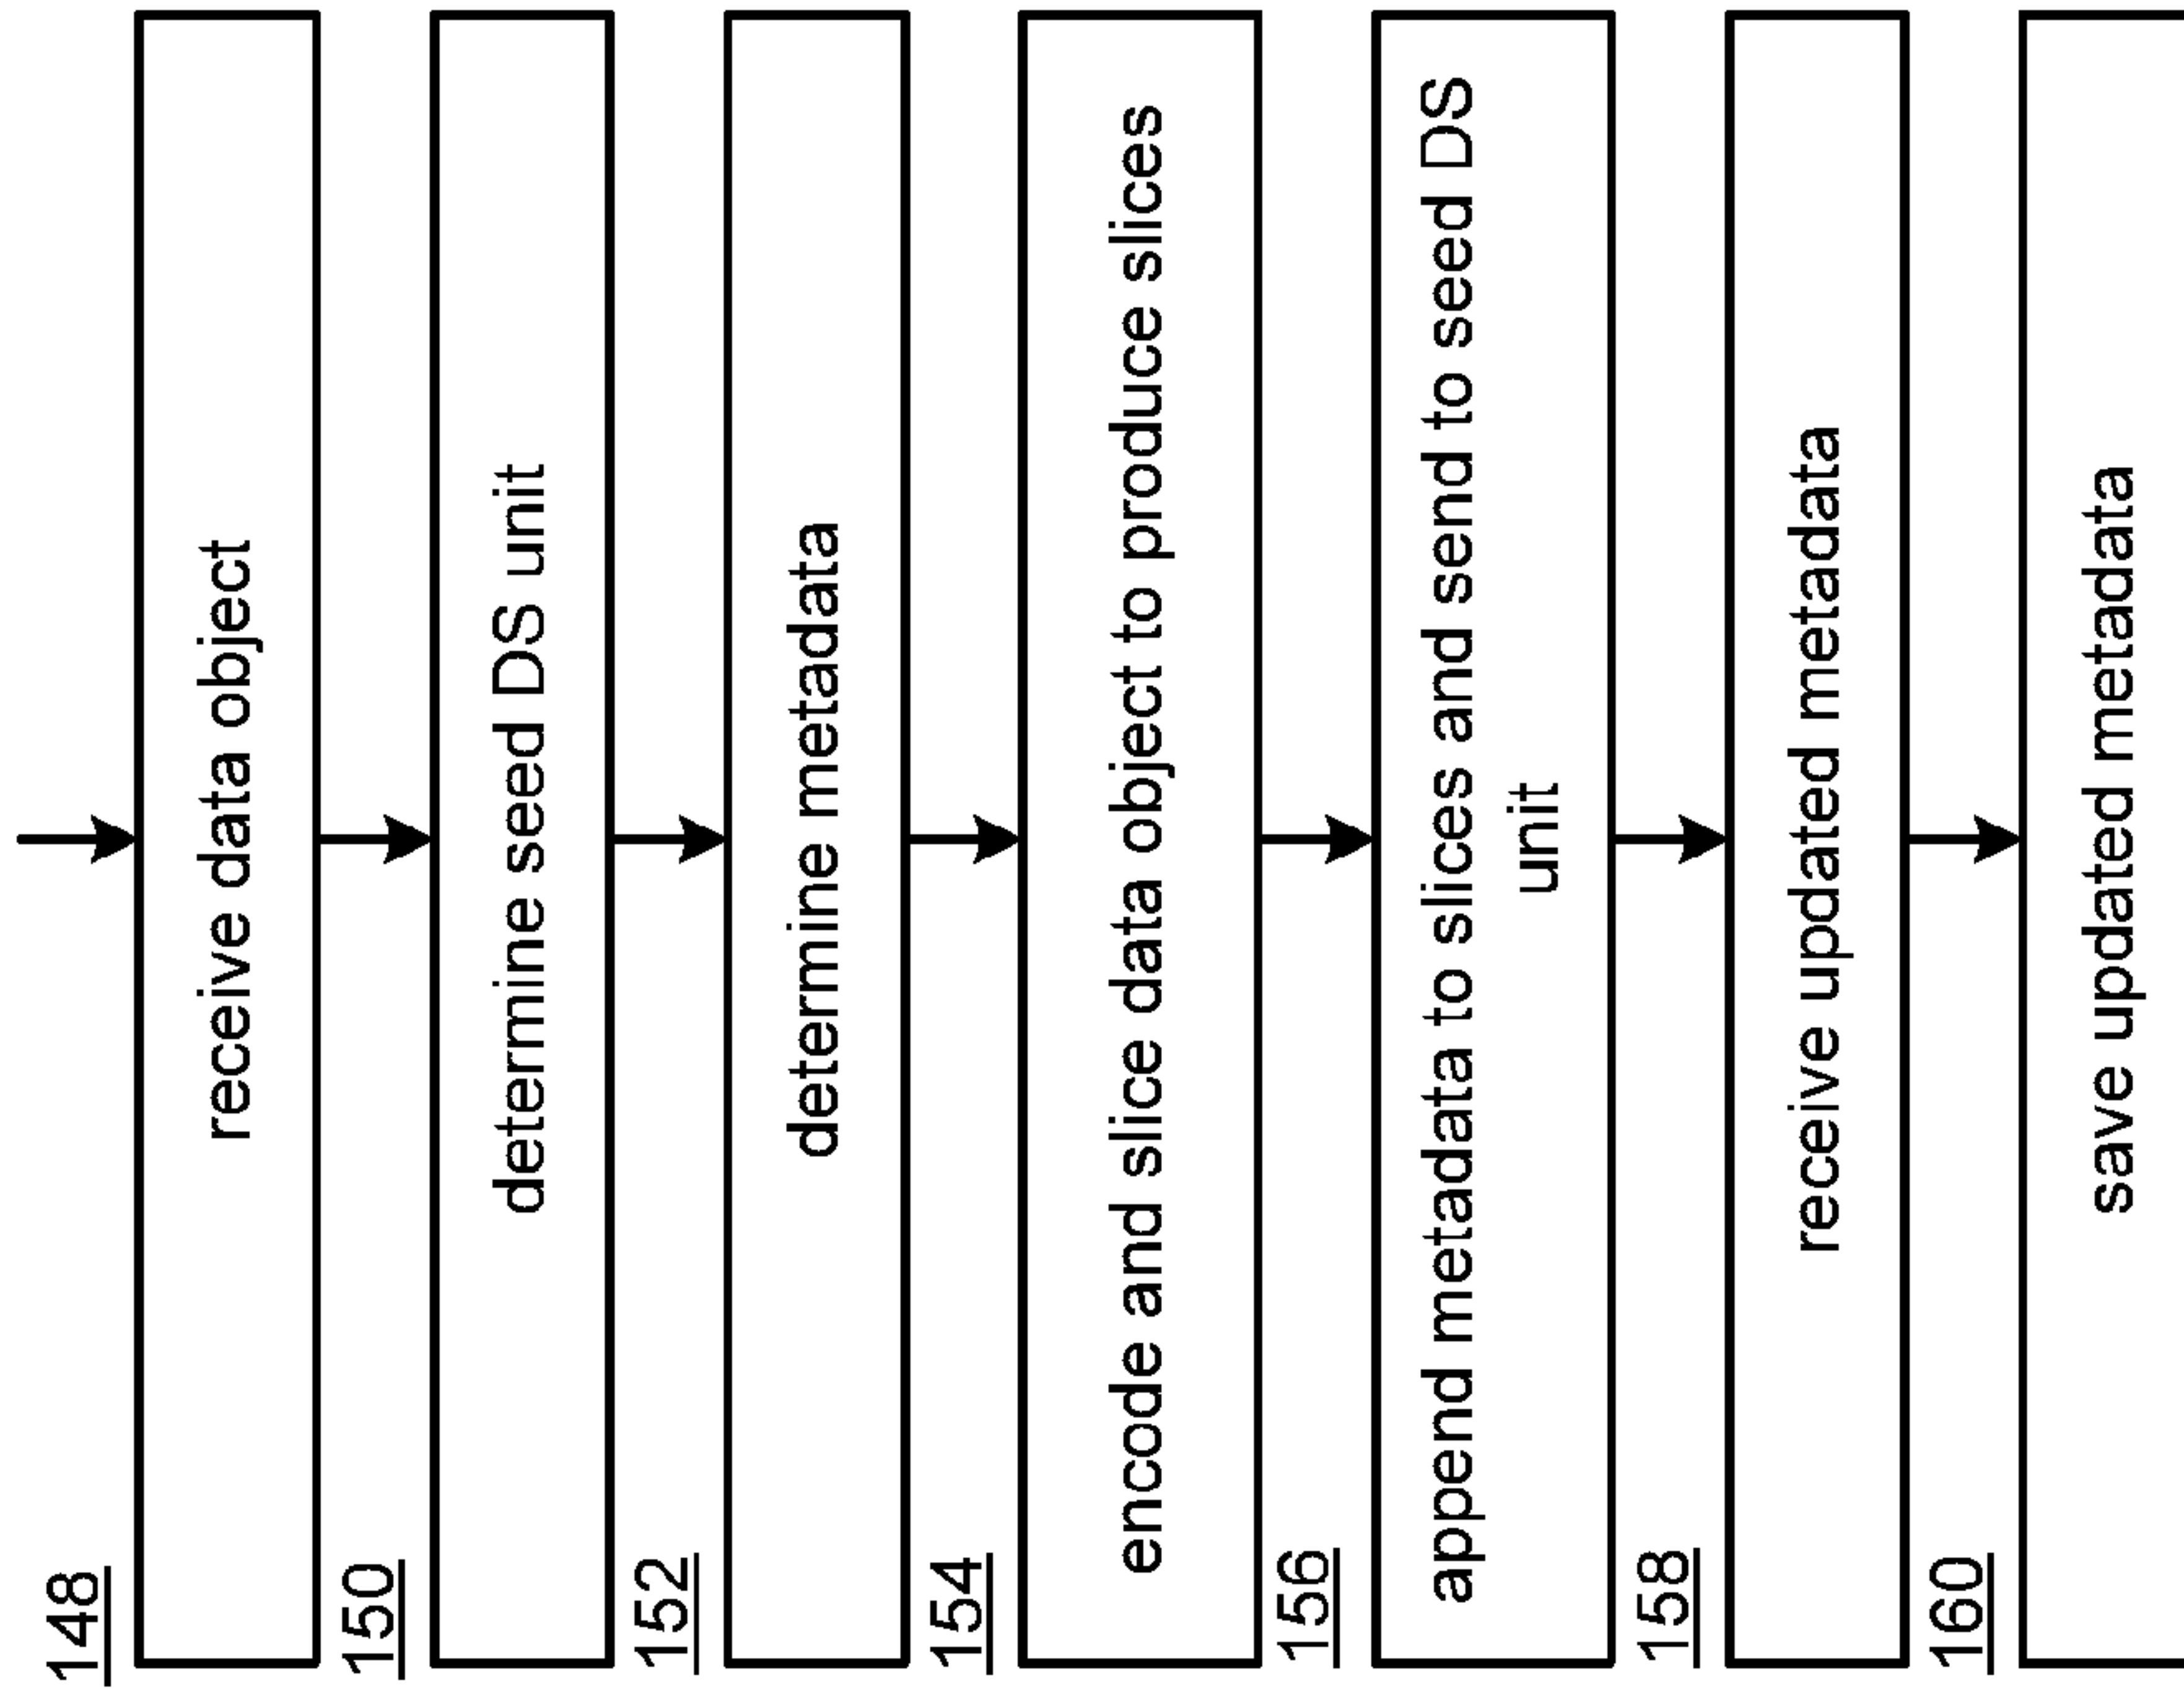 148
receive data object
150
determine seed DS unit
152
determine metadata
154
encode and slice data object to produce slices
156
append metadata to slices and send to seed DS
unit
158
receive updated metadata
160
save updated metadata